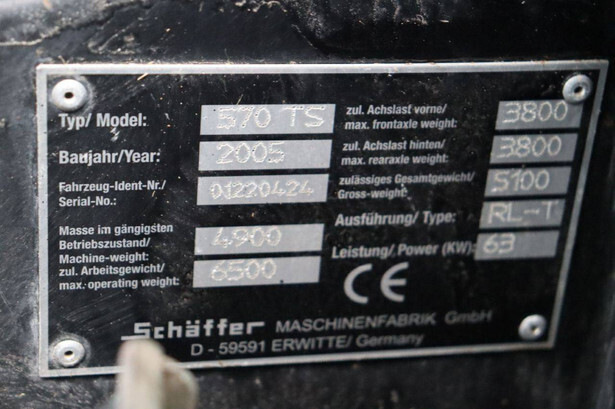 Typ/ Model: 570 TS
Baujahr/Year: 2005
Fahrzeug-Ident-Nr./
Serial-No.: 01220424
Masse im gängigsten
Betriebszustand/
Machine-weight: 4900
zul. Arbeitsgewicht/
max. operating weight: 6500
zul. Achslast vorne/
max. frontaxle weight: 3800
zul. Achslast hinten/
max. rearaxle weight: 3800
zulässiges Gesamtgewicht/
Gross-weight: 5100
Ausführung/ Type: RL-T
Leistung/ Power (KW): 63
CE
Schäffer MASCHINENFABRIK GmbH
D - 59591 ERWITTE/ Germany